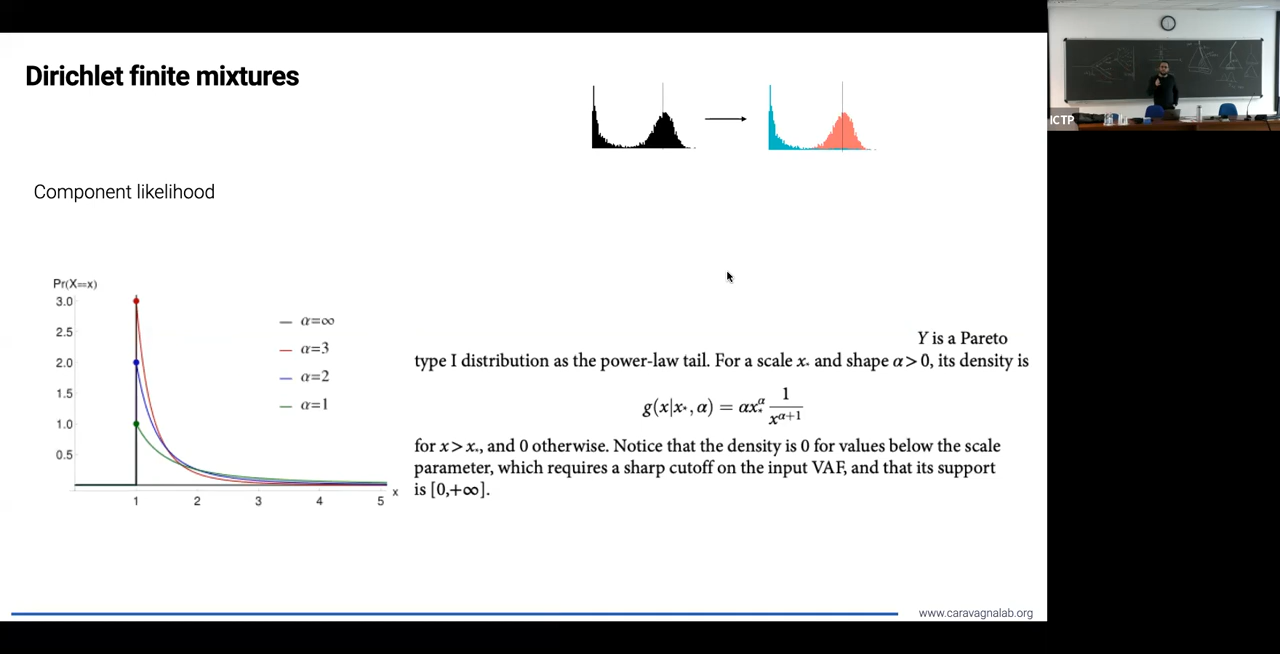 Dirichlet finite mixtures
Component likelihood
Pr(X=x)
3.0
2.5
2.0
1.5
1.0
0.5
1 2 3 4 5 x
α=∞
α=3
α=2
α=1
Y is a Pareto
type I distribution as the power-law tail. For a scale x* and shape α > 0, its density is
g(x|x*, α) = αx*^α 1/x^(α+1)
for x > x*, and 0 otherwise. Notice that the density is 0 for values below the scale
parameter, which requires a sharp cutoff on the input VAF, and that its support
is [0,+∞].
www.caravagnalab.org
ICTP